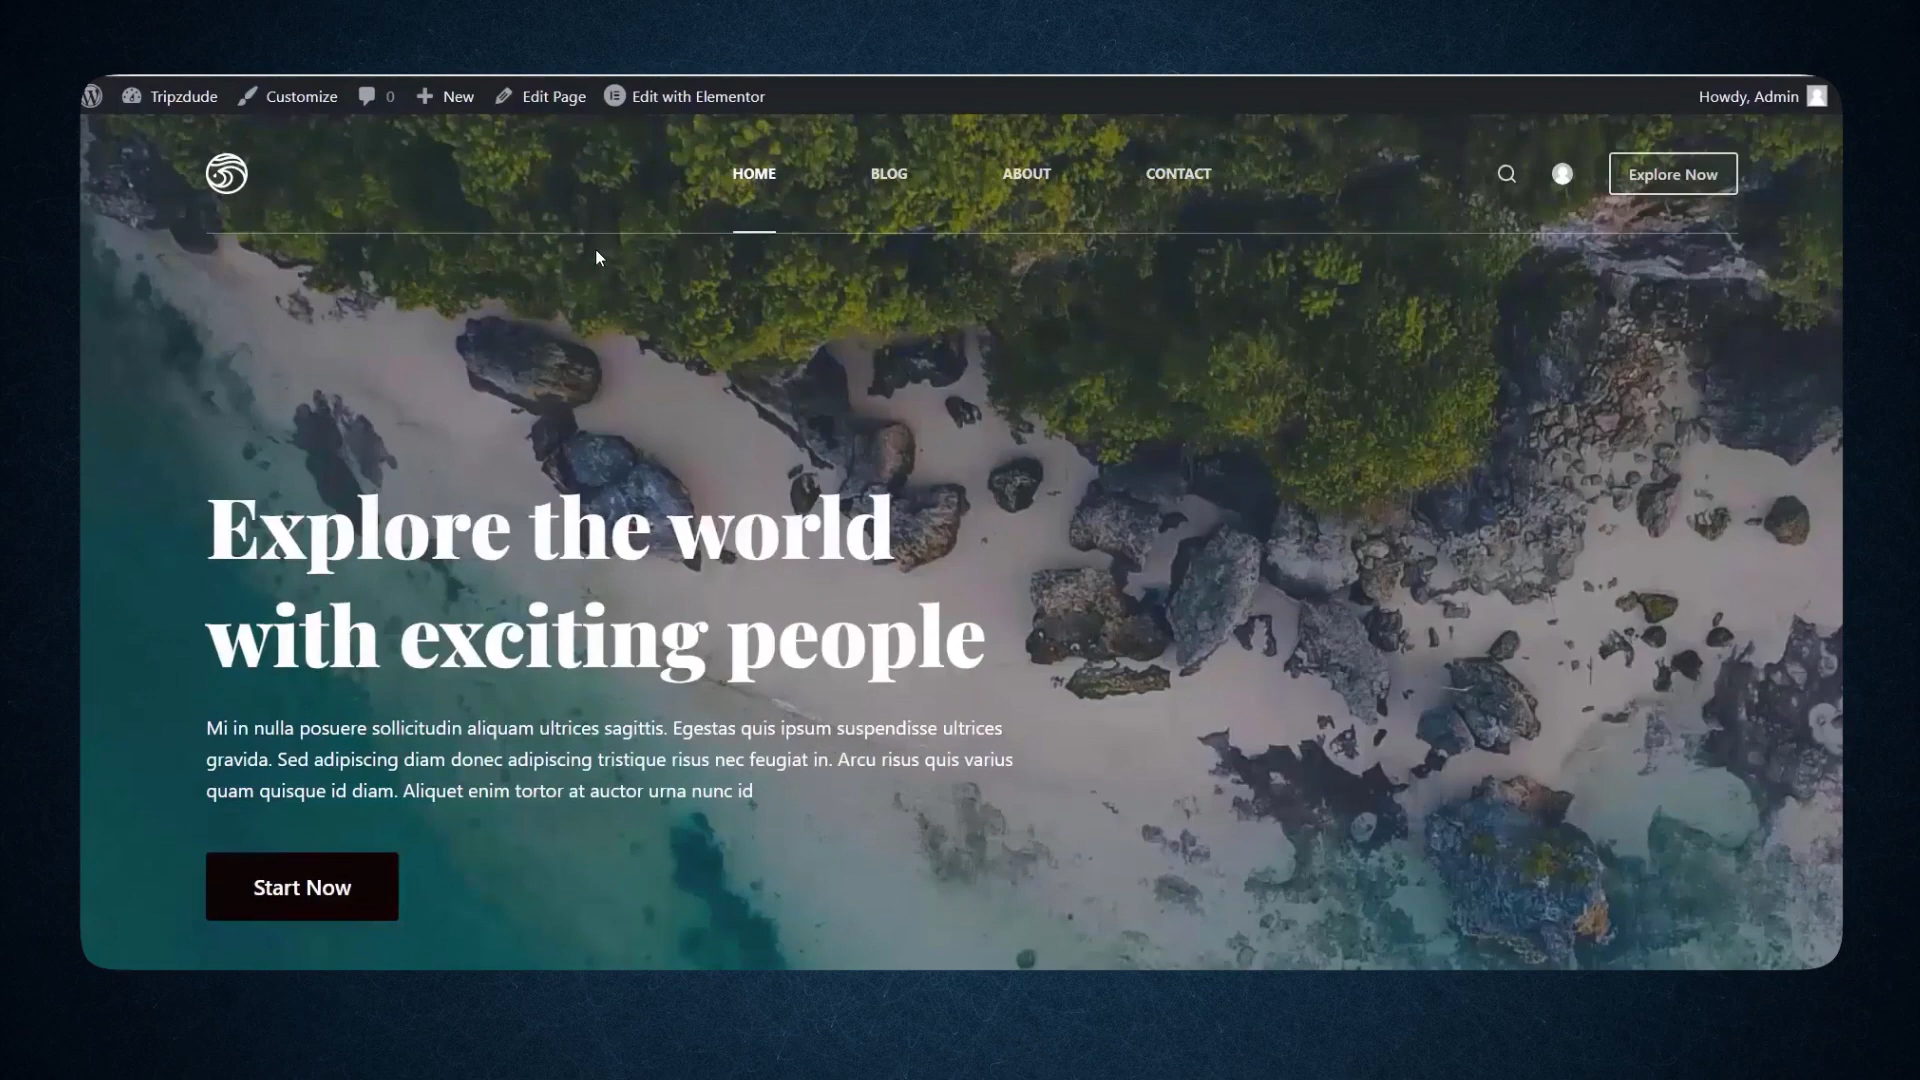 Tripzdude Customize 0 New Edit Page Edit with Elementor Howdy, Admin
HOME BLOG ABOUT CONTACT Explore Now
Explore the world
with exciting people
Mi in nulla posuere sollicitudin aliquam ultrices sagittis. Egestas quis ipsum suspendisse ultrices
gravida. Sed adipiscing diam donec adipiscing tristique risus nec feugiat in. Arcu risus quis varius
quam quisque id diam. Aliquet enim tortor at auctor urna nunc id
Start Now